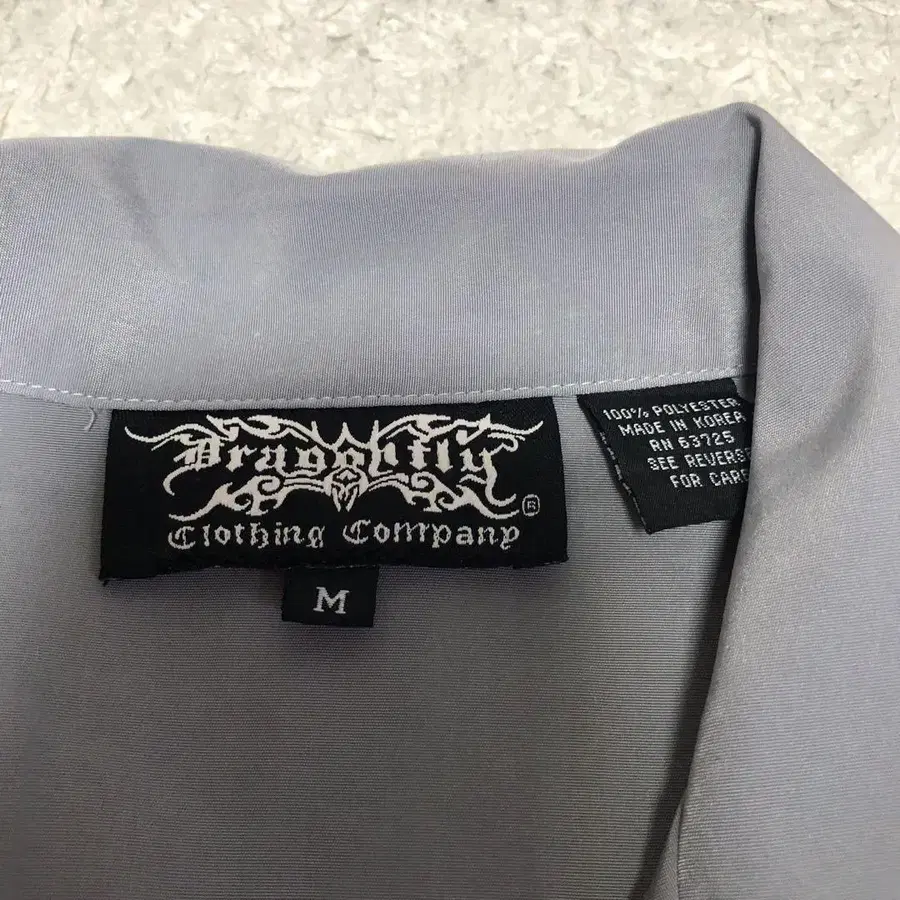 Dragonfly
®
Clothing Company
M
100% POLYESTER
MADE IN KOREA
RN 63725
SEE REVERSE
FOR CARE